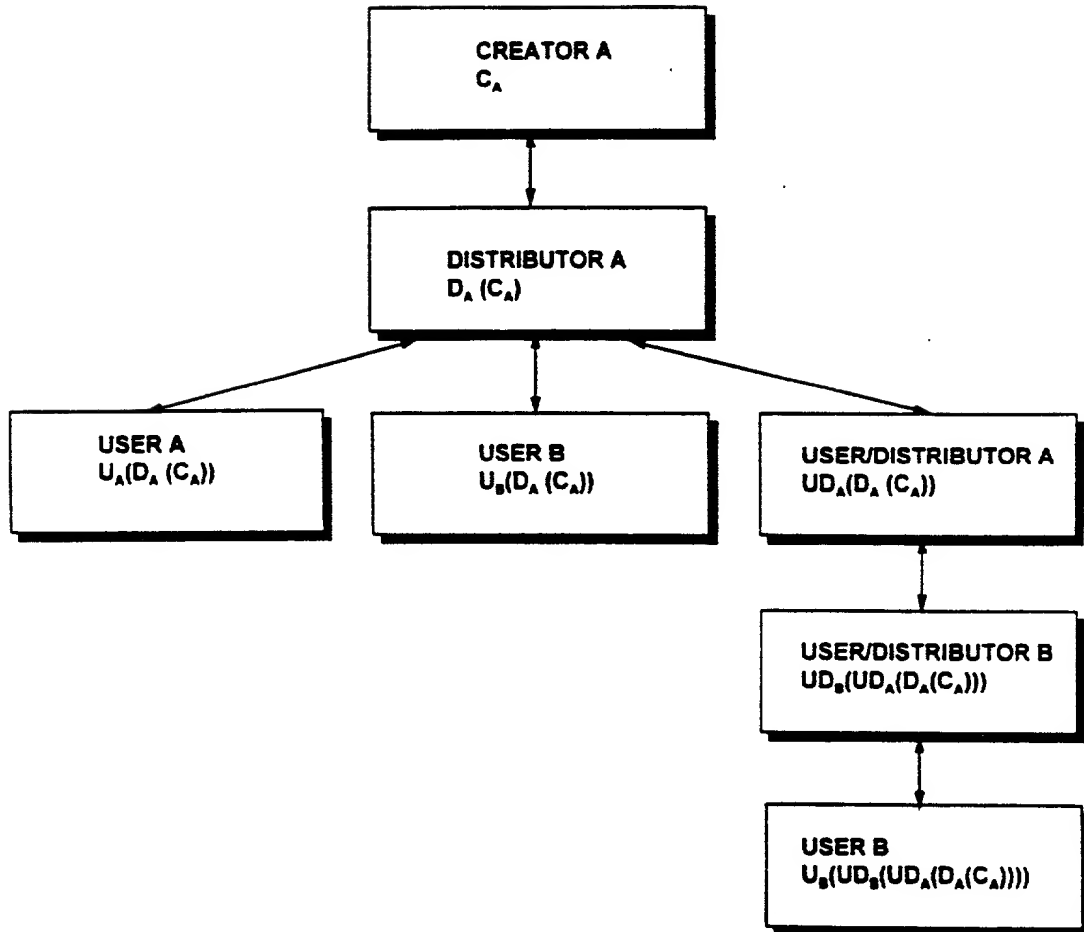 CREATOR A
C_A
DISTRIBUTOR A
D_A (C_A)
USER A
U_A(D_A (C_A))
USER B
U_B(D_A (C_A))
USER/DISTRIBUTOR A
UD_A(D_A (C_A))
USER/DISTRIBUTOR B
UD_B(UD_A(D_A(C_A)))
USER B
U_B(UD_B(UD_A(D_A(C_A))))